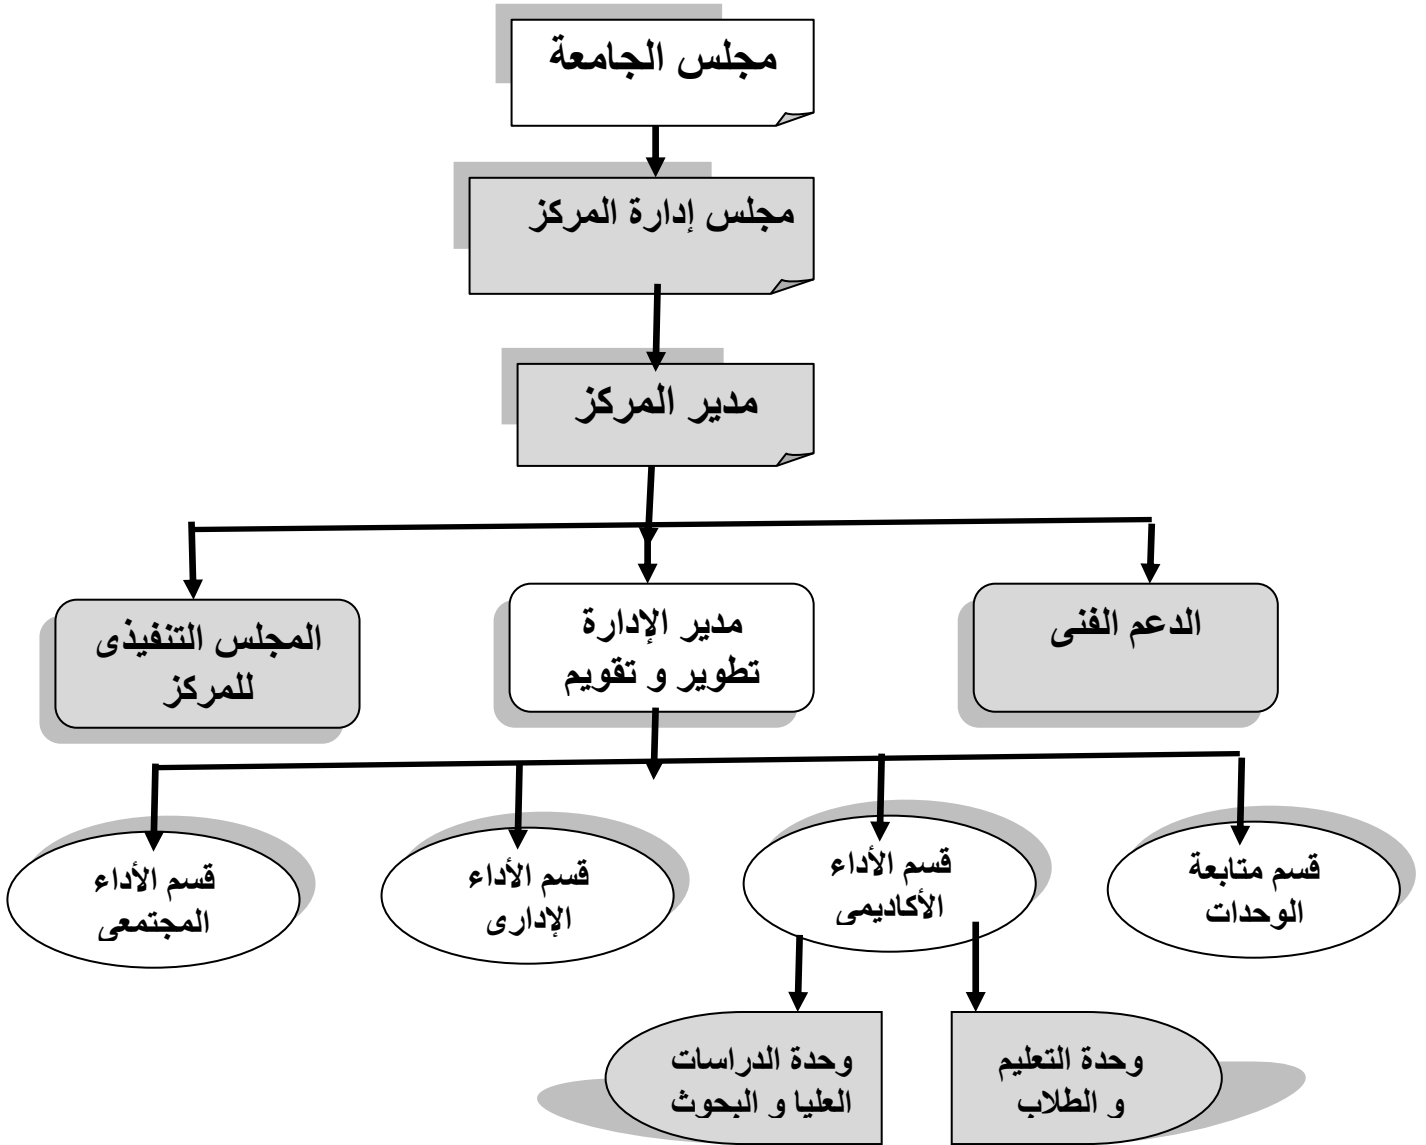 مجلس الجامعة
مجلس إدارة المركز
مدير المركز
الدعم الفنى
مدير الإدارة
تطوير و تقويم
المجلس التنفيذى
للمركز
قسم متابعة
الوحدات
قسم الأداء
الأكاديمى
قسم الأداء
الإدارى
قسم الأداء
المجتمعى
وحدة التعليم
و الطلاب
وحدة الدراسات
العليا و البحوث